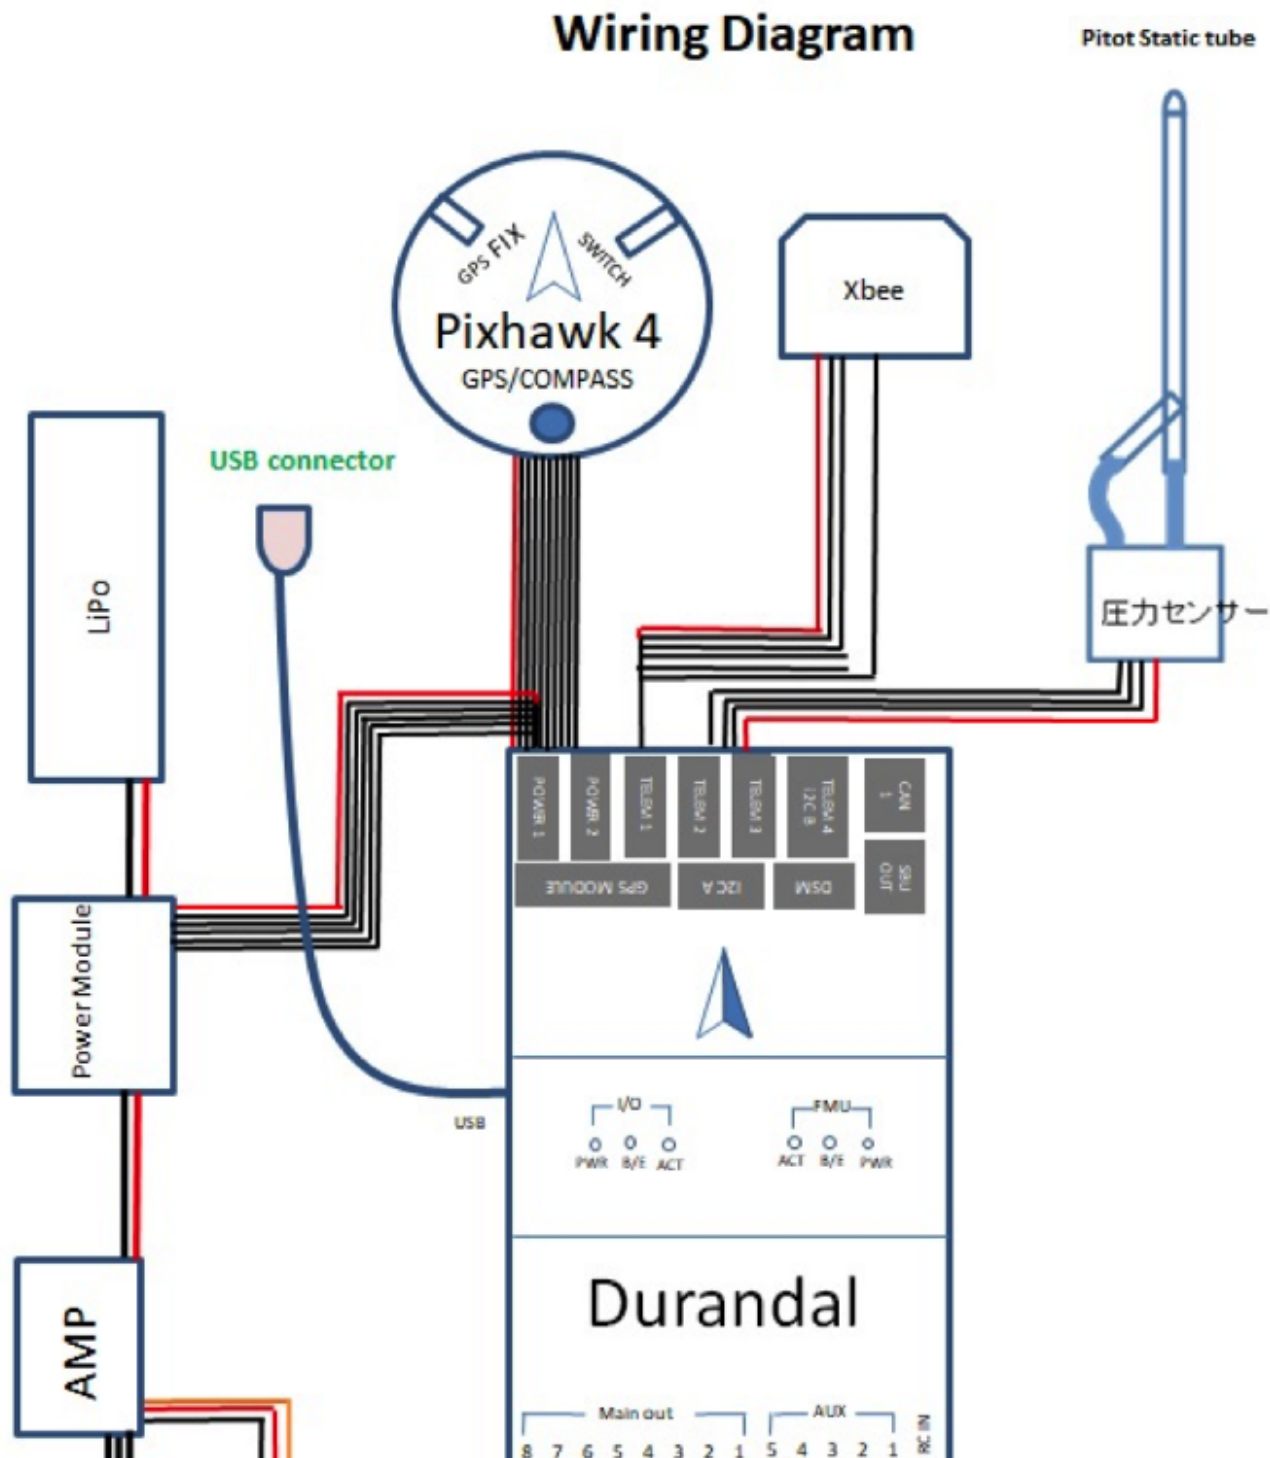 Wiring Diagram
Pitot Static tube
GPS FIX
SWITCH
Pixhawk 4
GPS/COMPASS
Xbee
USB connector
LiPo
圧力センサー
POWER 1
POWER 2
TELEM 1
TELEM 2
TELEM 3
TELEM 4
I2C B
CAN
1
GPS MODULE
I2C A
DSM
SBU
OUT
Power Module
USB
I/O
FMU
PWR B/E ACT
ACT B/E PWR
Durandal
AMP
Main out
AUX
RC IN
8 7 6 5 4 3 2 1
5 4 3 2 1